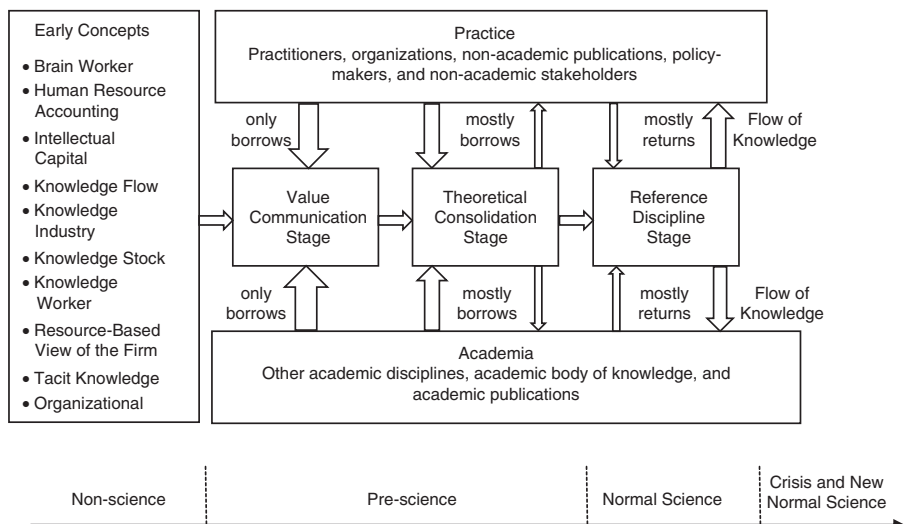 Early Concepts
• Brain Worker
• Human Resource
Accounting
• Intellectual
Capital
• Knowledge Flow
• Knowledge
Industry
• Knowledge Stock
• Knowledge
Worker
• Resource-Based
View of the Firm
• Tacit Knowledge
• Organizational
Practice
Practitioners, organizations, non-academic publications, policy-
makers, and non-academic stakeholders
only
borrows
mostly
borrows
mostly
returns
Flow of
Knowledge
Value
Communication
Stage
Theoretical
Consolidation
Stage
Reference
Discipline
Stage
only
borrows
mostly
borrows
mostly
returns
Flow of
Knowledge
Academia
Other academic disciplines, academic body of knowledge, and
academic publications
Non-science
Pre-science
Normal Science
Crisis and New
Normal Science